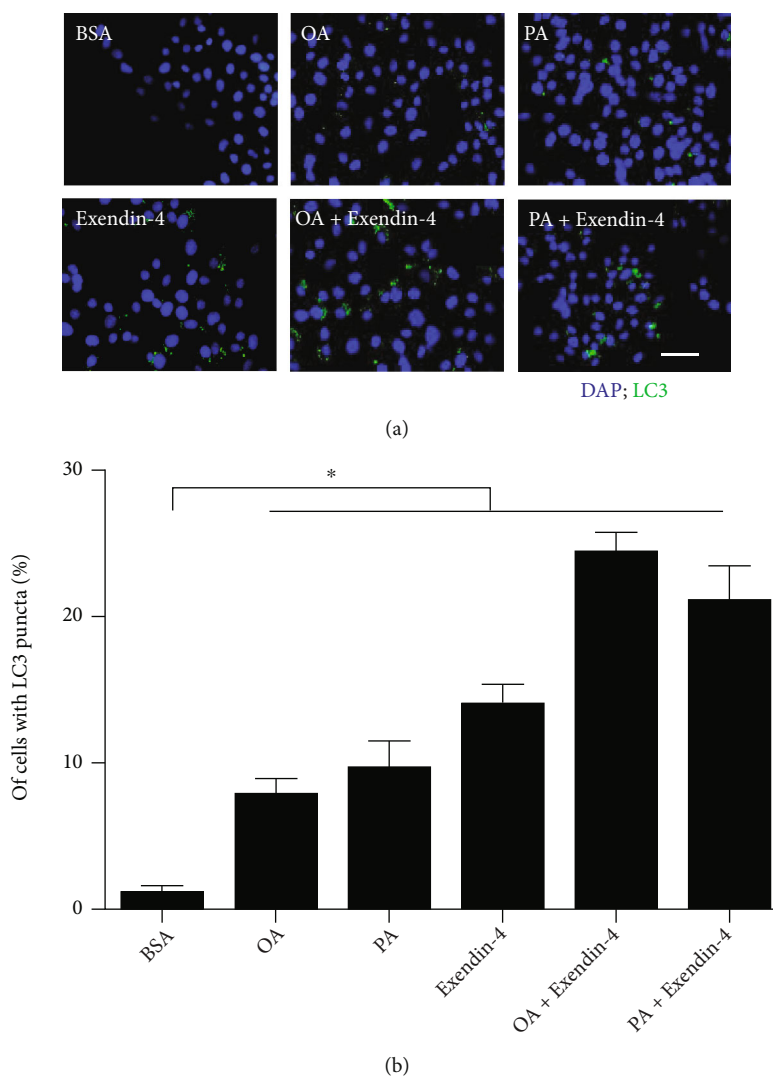 BSA OA PA
Exendin-4 OA + Exendin-4 PA + Exendin-4
DAP; LC3
(a)
30
20
10
0
Of cells with LC3 puncta (%)
*
BSA
OA
PA
Exendin-4
OA + Exendin-4
PA + Exendin-4
(b)